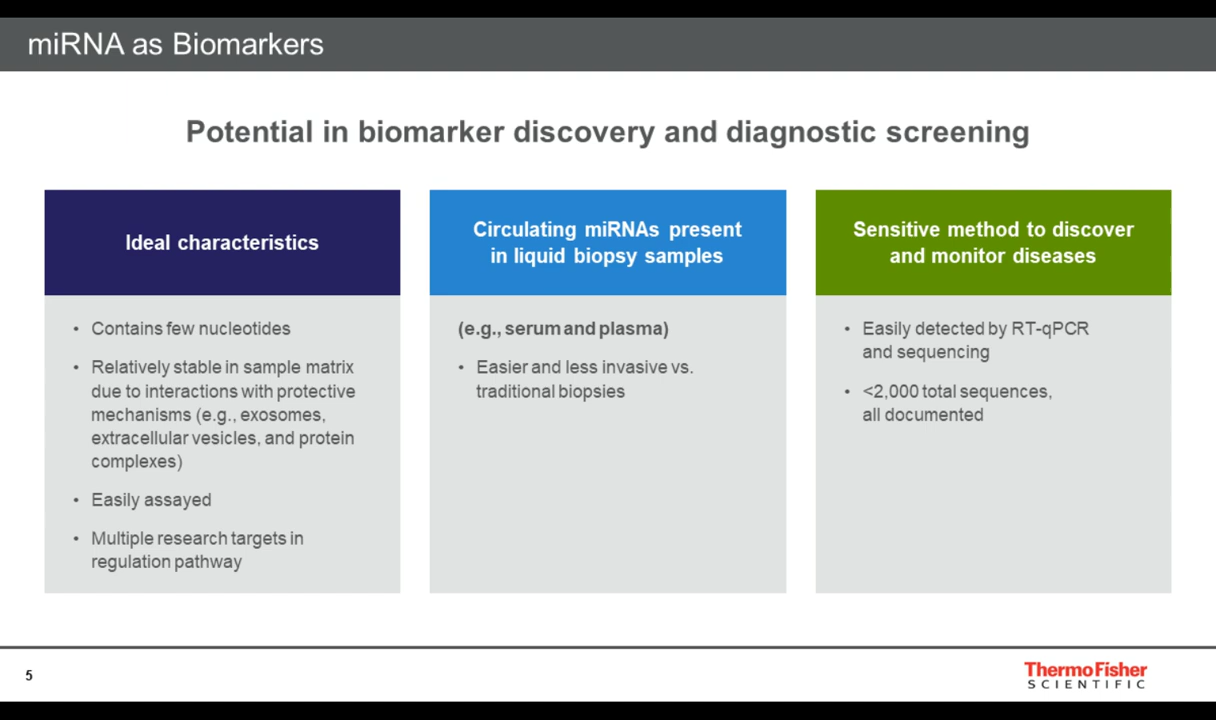 miRNA as Biomarkers
Potential in biomarker discovery and diagnostic screening
Ideal characteristics
• Contains few nucleotides
• Relatively stable in sample matrix
due to interactions with protective
mechanisms (e.g., exosomes,
extracellular vesicles, and protein
complexes)
• Easily assayed
• Multiple research targets in
regulation pathway
Circulating miRNAs present
in liquid biopsy samples
(e.g., serum and plasma)
• Easier and less invasive vs.
traditional biopsies
Sensitive method to discover
and monitor diseases
• Easily detected by RT-qPCR
and sequencing
• <2,000 total sequences,
all documented
5
ThermoFisher
SCIENTIFIC